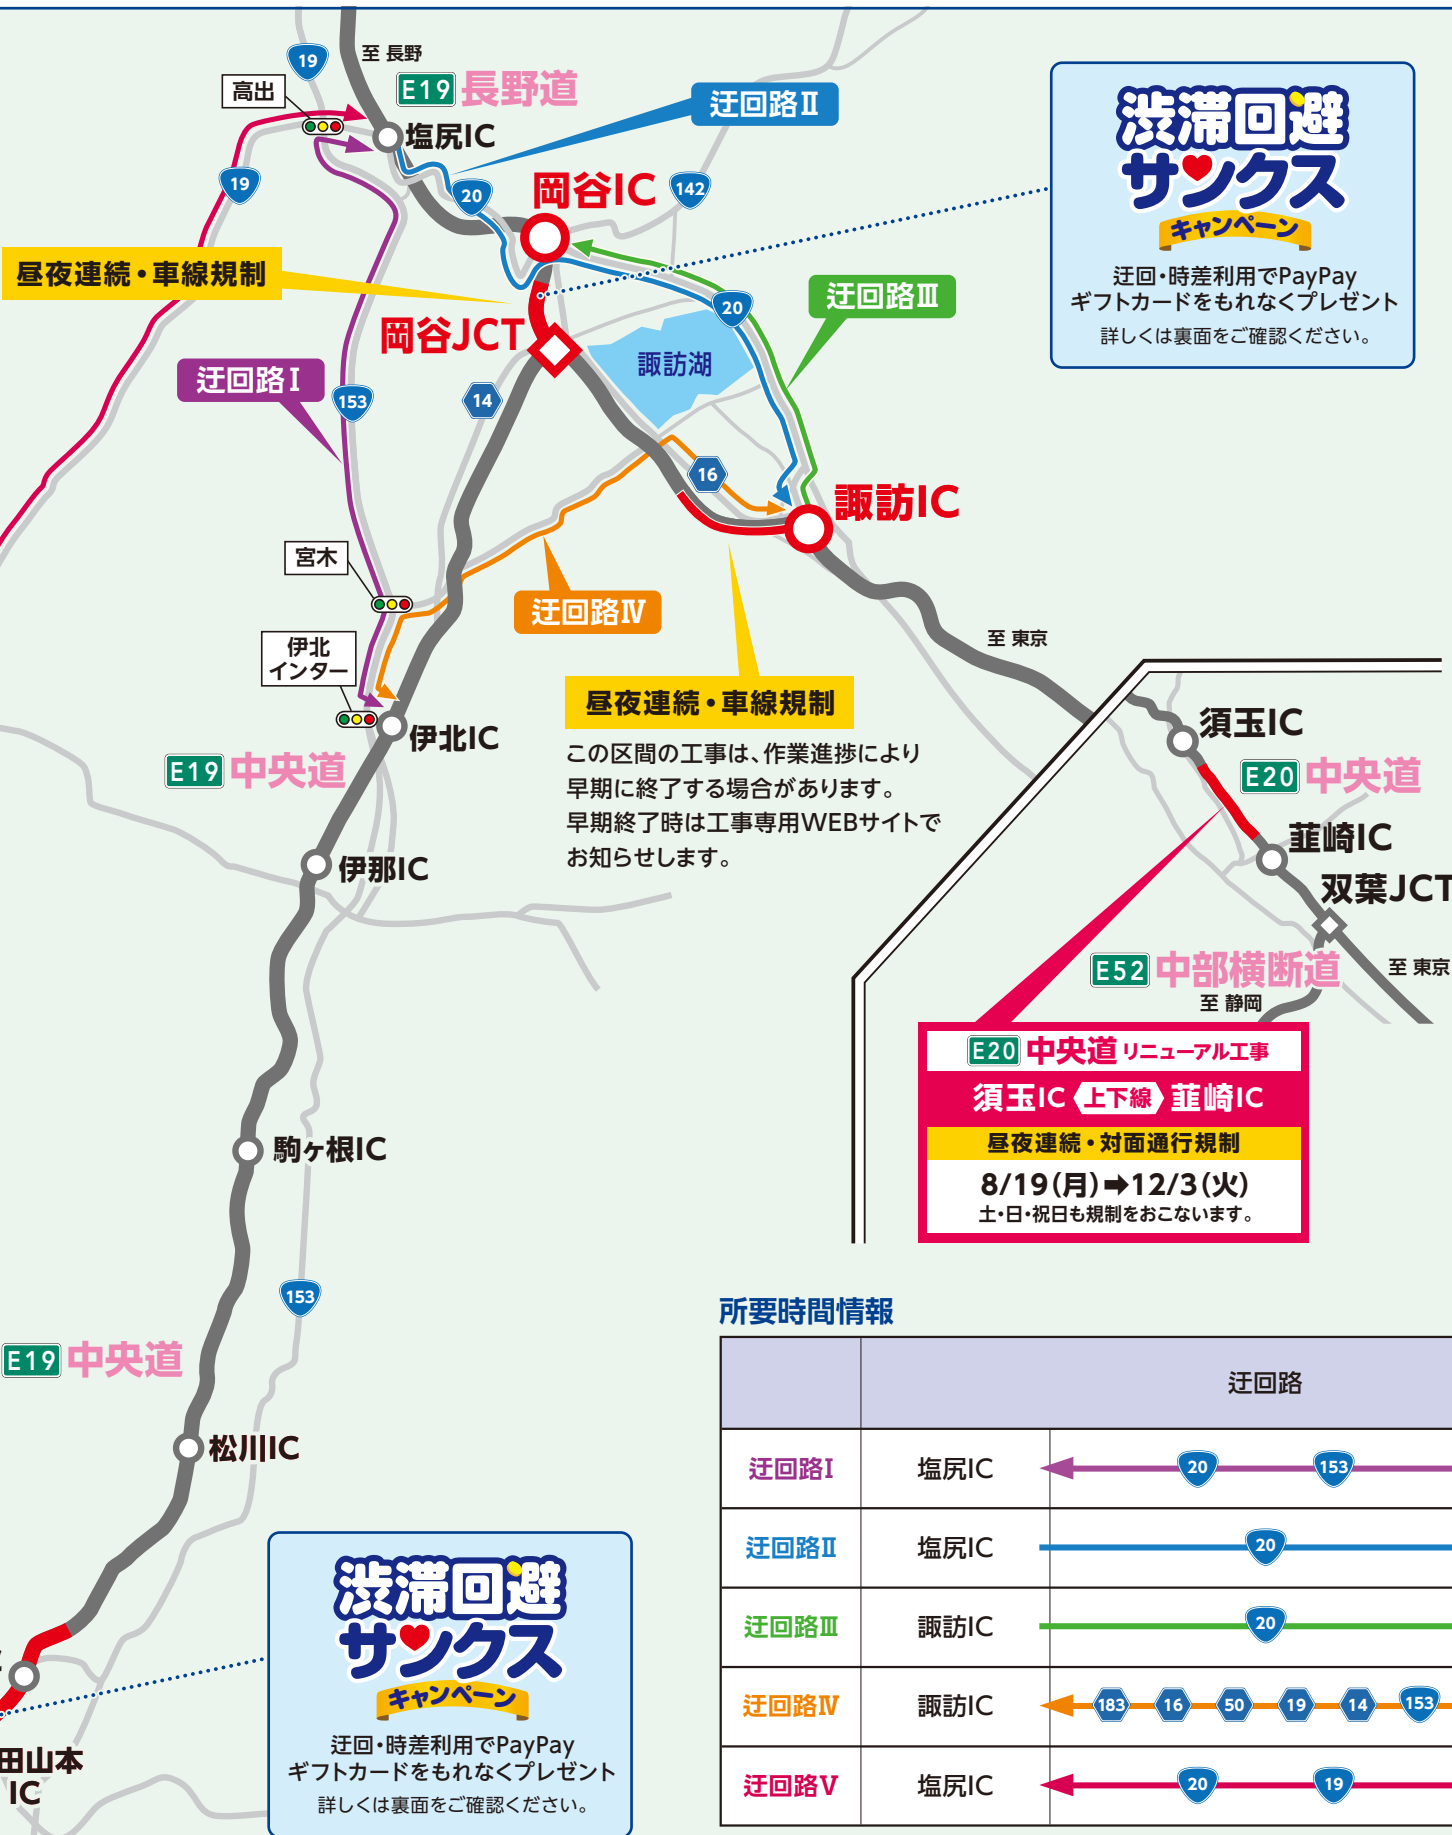 至 長野
19
高出
E19 長野道
迂回路Ⅱ
塩尻IC
19
20
岡谷IC
142
渋滞回避
サンクス
キャンペーン
迂回・時差利用でPayPay
ギフトカードをもれなくプレゼント
詳しくは裏面をご確認ください。
昼夜連続・車線規制
20
迂回路Ⅲ
岡谷JCT
諏訪湖
迂回路Ⅰ
153
14
16
諏訪IC
宮木
迂回路Ⅳ
伊北
インター
至 東京
昼夜連続・車線規制
この区間の工事は、作業進捗により
早期に終了する場合があります。
早期終了時は工事専用WEBサイトで
お知らせします。
伊北IC
E19 中央道
須玉IC
E20 中央道
韮崎IC
双葉JCT
伊那IC
E52 中部横断道
至 東京
至 静岡
E20 中央道 リニューアル工事
須玉IC 上下線 韮崎IC
昼夜連続・対面通行規制
8/19(月)➡12/3(火)
土・日・祝日も規制をおこないます。
駒ヶ根IC
153
E19 中央道
松川IC
所要時間情報
迂回路
迂回路Ⅰ 塩尻IC 20 153
迂回路Ⅱ 塩尻IC 20
迂回路Ⅲ 諏訪IC 20
迂回路Ⅳ 諏訪IC 183 16 50 19 14 153
迂回路Ⅴ 塩尻IC 20 19
渋滞回避
サンクス
キャンペーン
迂回・時差利用でPayPay
ギフトカードをもれなくプレゼント
詳しくは裏面をご確認ください。
田山本
IC